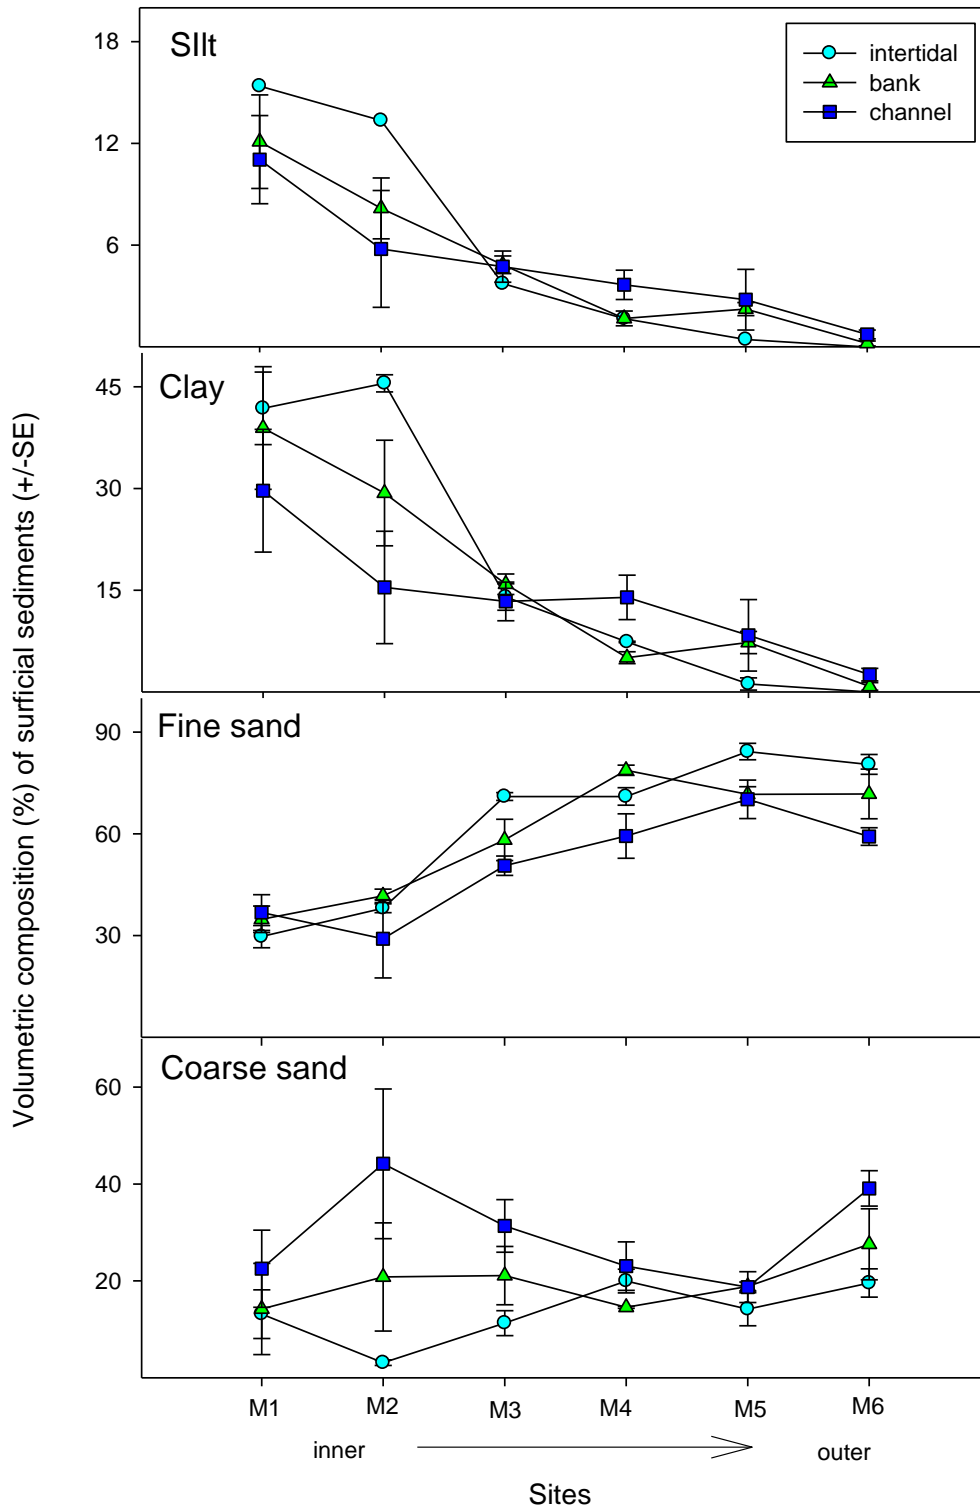 SIlt
intertidal
bank
channel
18
12
6
Clay
45
30
15
Fine sand
90
60
30
Coarse sand
60
40
20
Volumetric composition (%) of surficial sediments (+/-SE)
M1 M2 M3 M4 M5 M6
inner outer
Sites